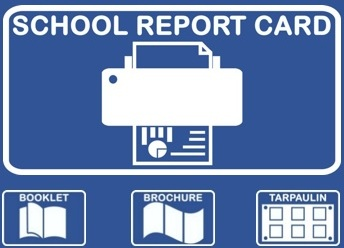 SCHOOL REPORT CARD
BOOKLET
BROCHURE
TARPAULIN